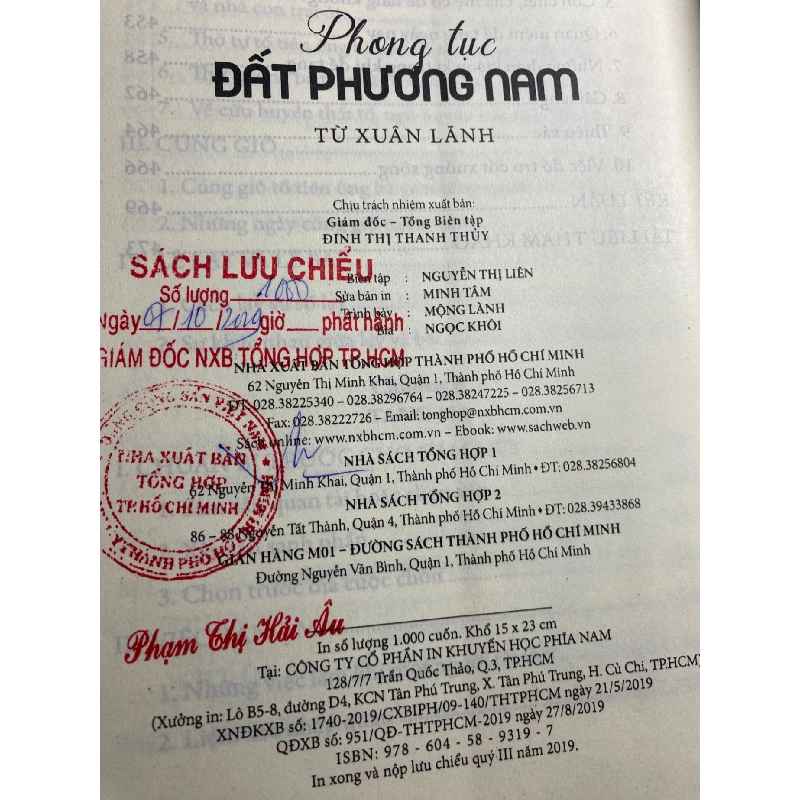 Phong tục
ĐẤT PHƯƠNG NAM
TỪ XUÂN LÃNH
Chịu trách nhiệm xuất bản:
Giám đốc – Tổng Biên tập
ĐINH THỊ THANH THỦY
SÁCH LƯU CHIỂU
Biên tập : NGUYỄN THỊ LIÊN
Số lượng 1000
Sửa bản in : MINH TÂM
Trình bày : MỘNG LÀNH
Ngày 07/10/2019 giờ phát hành
Bìa : NGỌC KHÔI
GIÁM ĐỐC NXB TỔNG HỢP TP.HCM
NHÀ XUẤT BẢN TỔNG HỢP THÀNH PHỐ HỒ CHÍ MINH
62 Nguyễn Thị Minh Khai, Quận 1, Thành phố Hồ Chí Minh
ĐT: 028.38225340 – 028.38296764 – 028.38247225 – 028.38256713
Fax: 028.38222726 – Email: tonghop@nxbhcm.com.vn
Sách online: www.nxbhcm.com.vn – Ebook: www.sachweb.vn
NHÀ XUẤT BẢN
TỔNG HỢP
TP.HỒ CHÍ MINH
NHÀ SÁCH TỔNG HỢP 1
62 Nguyễn Thị Minh Khai, Quận 1, Thành phố Hồ Chí Minh • ĐT: 028.38256804
NHÀ SÁCH TỔNG HỢP 2
86 – 88 Nguyễn Tất Thành, Quận 4, Thành phố Hồ Chí Minh • ĐT: 028.39433868
GIAN HÀNG M01 – ĐƯỜNG SÁCH THÀNH PHỐ HỒ CHÍ MINH
Đường Nguyễn Văn Bình, Quận 1, Thành phố Hồ Chí Minh
Phạm Thị Hải Âu
In số lượng 1.000 cuốn. Khổ 15 x 23 cm
Tại: CÔNG TY CỔ PHẦN IN KHUYẾN HỌC PHÍA NAM
128/7/7 Trần Quốc Thảo, Q.3, TP.HCM
(Xưởng in: Lô B5-8, đường D4, KCN Tân Phú Trung, X. Tân Phú Trung, H. Củ Chi, TP.HCM)
XNĐKXB số: 1740-2019/CXBIPH/09-140/THTPHCM ngày 21/5/2019
QĐXB số: 951/QĐ-THTPHCM-2019 ngày 27/8/2019
ISBN: 978 - 604 - 58 - 9319 - 7
In xong và nộp lưu chiểu quý III năm 2019.